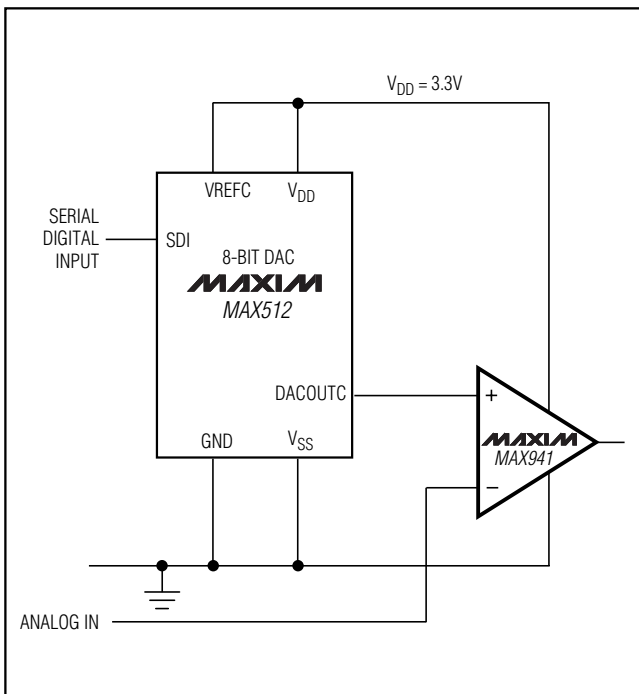 V_DD = 3.3V
VREFC V_DD
SERIAL
DIGITAL
INPUT
SDI
8-BIT DAC
MAXIM
MAX512
DACOUTC
+
MAXIM
MAX941
−
GND V_SS
ANALOG IN